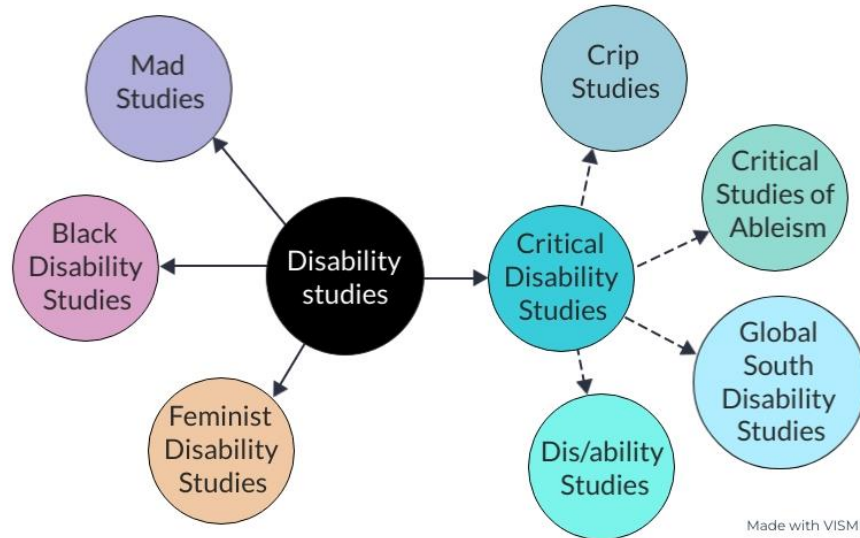 Mad
Studies
Crip
Studies
Critical
Studies of
Ableism
Black
Disability
Studies
Disability
studies
Critical
Disability
Studies
Global
South
Disability
Studies
Feminist
Disability
Studies
Dis/ability
Studies
Made with VISM